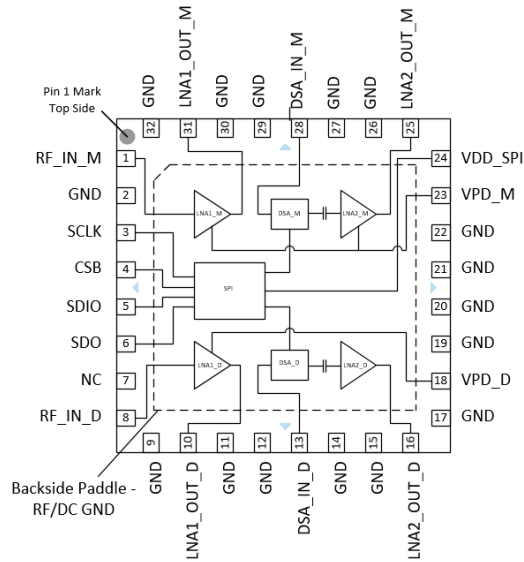 Pin 1 Mark
Top Side
GND
LNA1_OUT_M
GND
GND
DSA_IN_M
GND
GND
LNA2_OUT_M
32
31
30
29
28
27
26
25
RF_IN_M
1
24
VDD_SPI
GND
2
23
VPD_M
SCLK
3
22
GND
CSB
4
21
GND
SDIO
5
20
GND
SDO
6
19
GND
NC
7
18
VPD_D
RF_IN_D
8
17
GND
LNA1_M
DSA_M
LNA2_M
SPI
LNA1_D
DSA_D
LNA2_D
9
10
11
12
13
14
15
16
GND
LNA1_OUT_D
GND
GND
DSA_IN_D
GND
GND
LNA2_OUT_D
Backside Paddle -
RF/DC GND